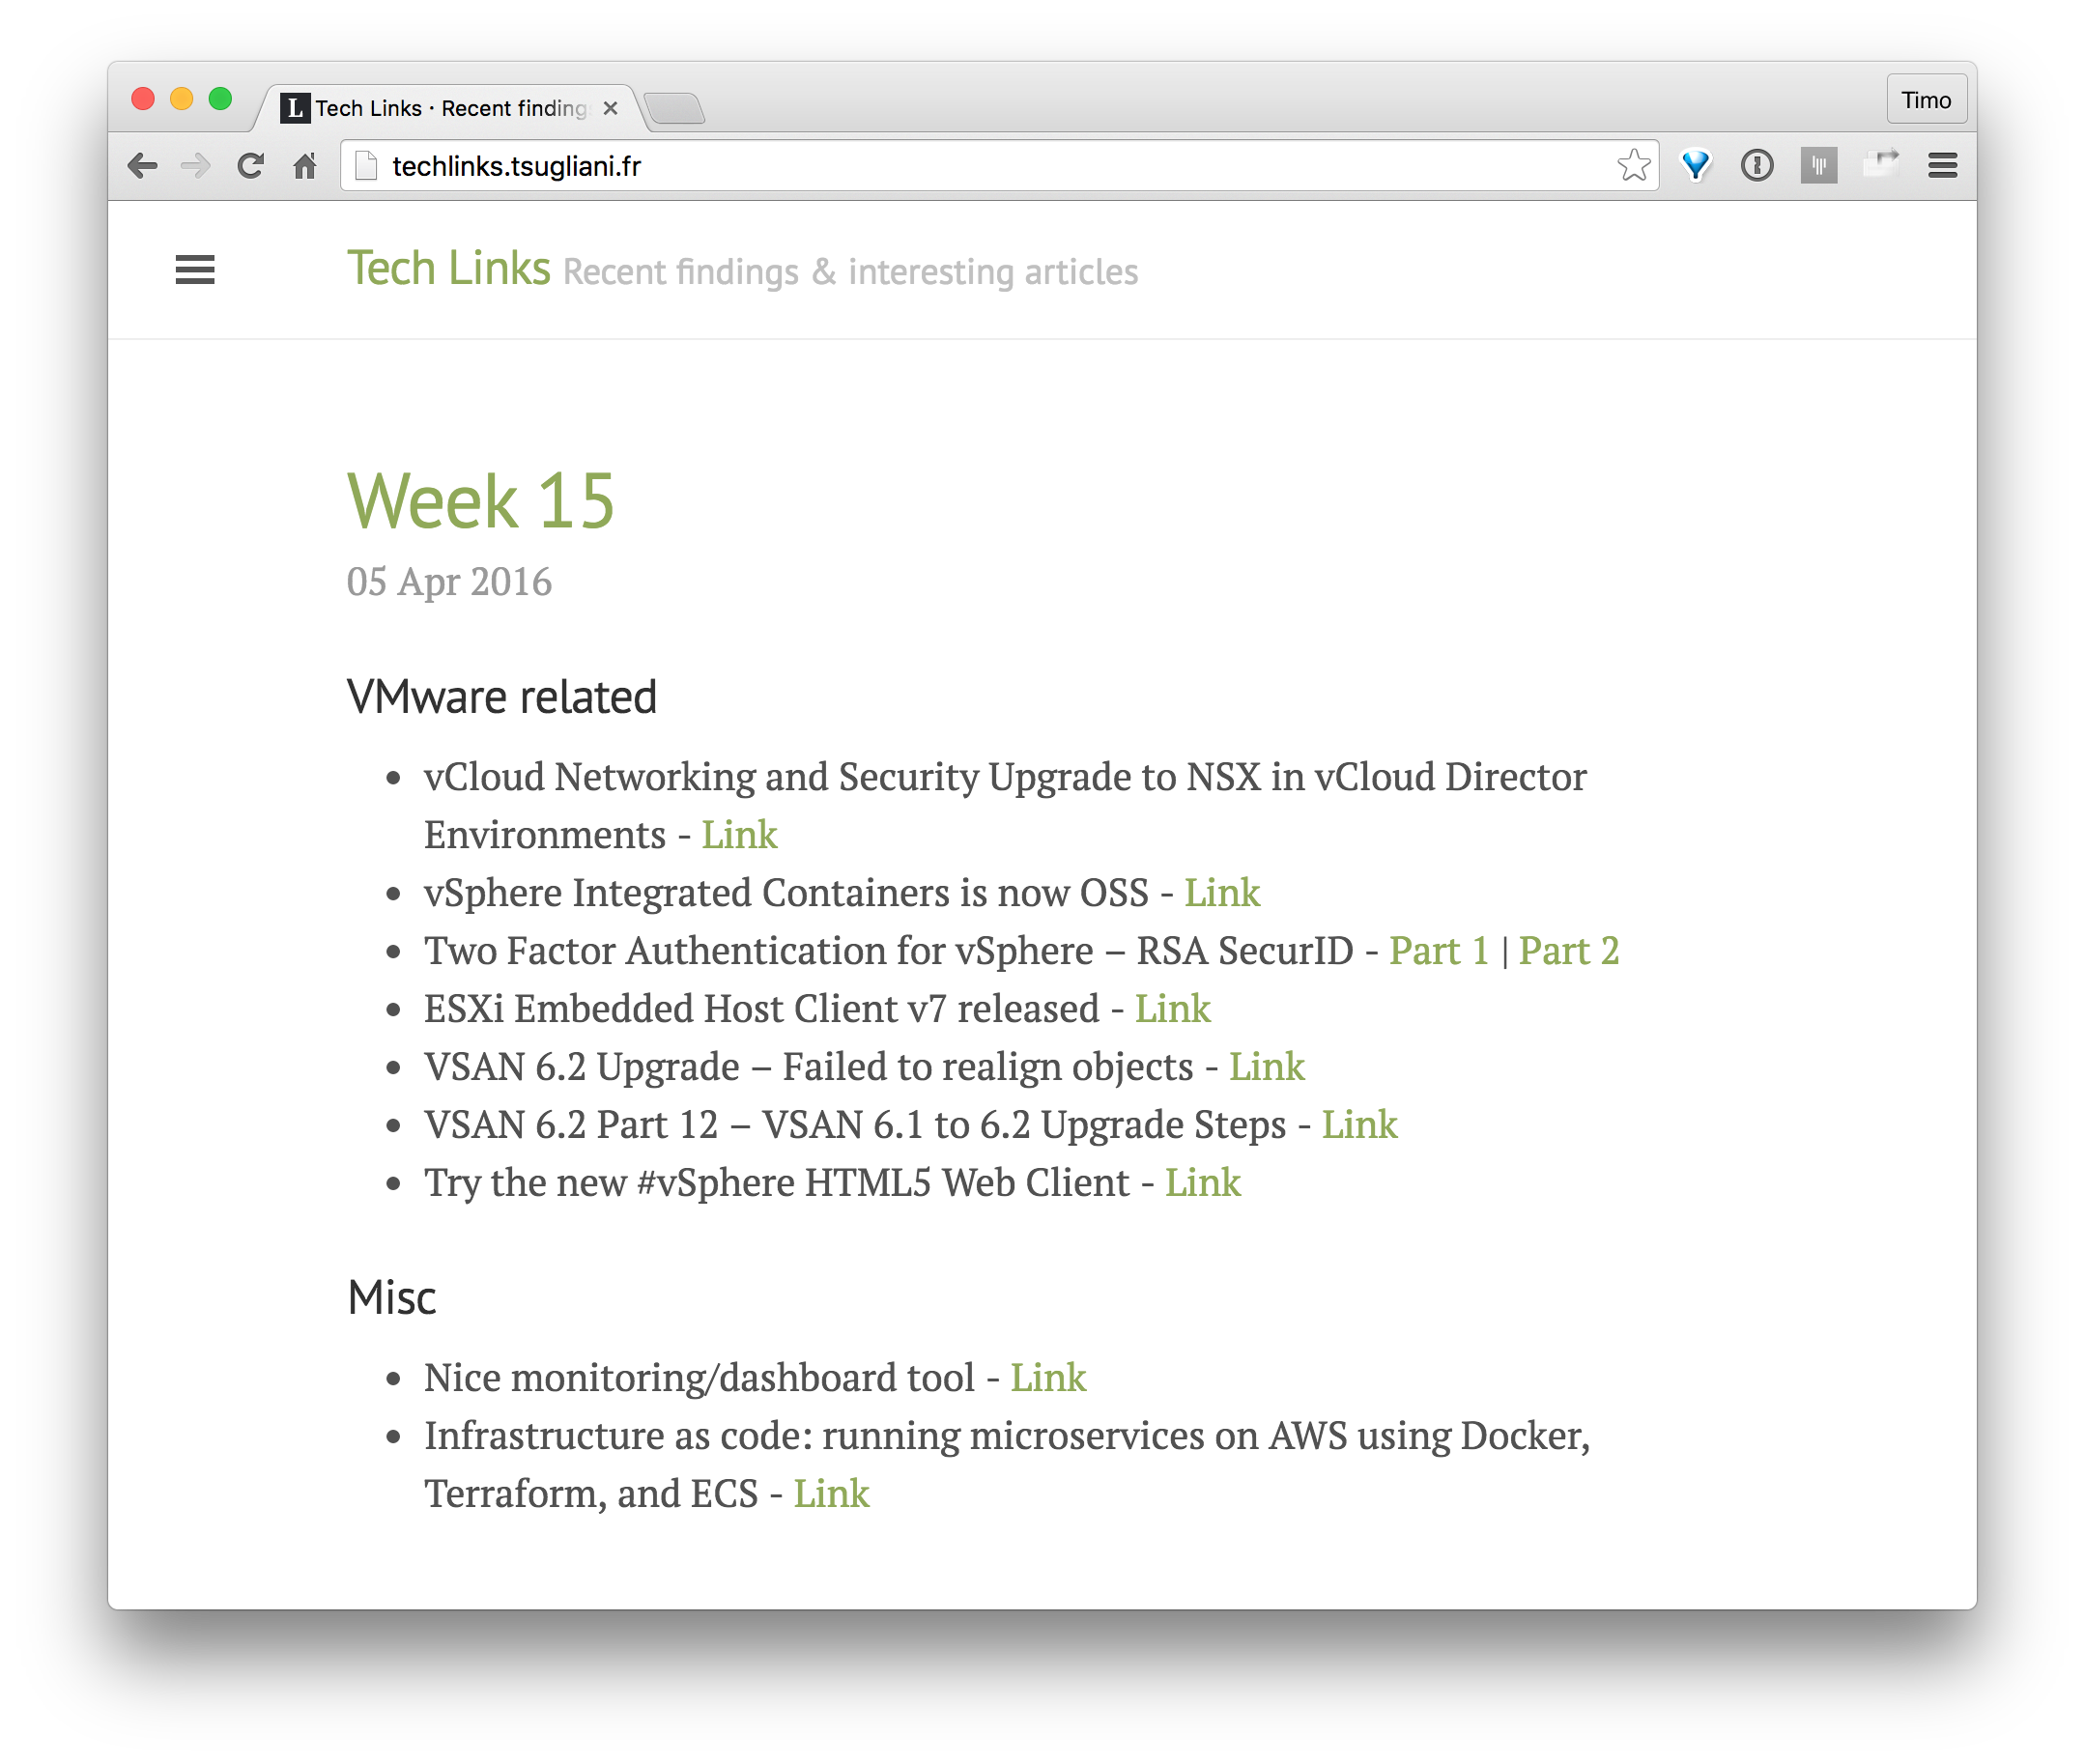 L Tech Links · Recent finding
Timo
techlinks.tsugliani.fr
Tech Links Recent findings & interesting articles
Week 15
05 Apr 2016
VMware related
• vCloud Networking and Security Upgrade to NSX in vCloud Director
Environments - Link
• vSphere Integrated Containers is now OSS - Link
• Two Factor Authentication for vSphere – RSA SecurID - Part 1 | Part 2
• ESXi Embedded Host Client v7 released - Link
• VSAN 6.2 Upgrade – Failed to realign objects - Link
• VSAN 6.2 Part 12 – VSAN 6.1 to 6.2 Upgrade Steps - Link
• Try the new #vSphere HTML5 Web Client - Link
Misc
• Nice monitoring/dashboard tool - Link
• Infrastructure as code: running microservices on AWS using Docker,
Terraform, and ECS - Link